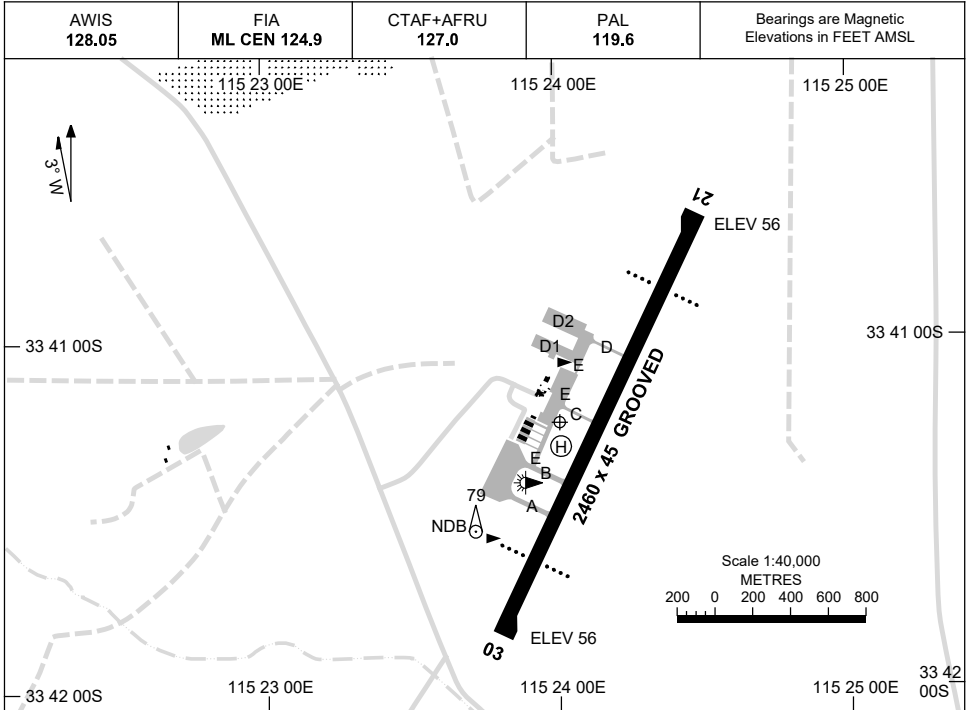 AWIS
128.05
FIA
ML CEN 124.9
CTAF+AFRU
127.0
PAL
119.6
Bearings are Magnetic
Elevations in FEET AMSL
115 23 00E
115 24 00E
115 25 00E
3° W
21
ELEV 56
D2
33 41 00S
D1
D
33 41 00S
E
E
C
2460 x 45 GROOVED
H
E
B
79
A
NDB
Scale 1:40,000
METRES
200 0 200 400 600 800
03
ELEV 56
33 42 00S
115 23 00E
115 24 00E
115 25 00E
33 42
00S